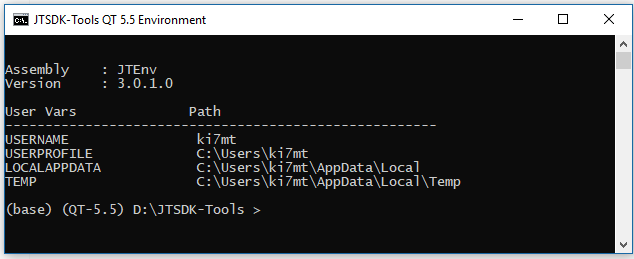 JTSDK-Tools QT 5.5 Environment
Assembly    : JTEnv
Version     : 3.0.1.0
User Vars              Path
------------------------------------------------------
USERNAME                ki7mt
USERPROFILE             C:\Users\ki7mt
LOCALAPPDATA            C:\Users\ki7mt\AppData\Local
TEMP                    C:\Users\ki7mt\AppData\Local\Temp
(base) (QT-5.5) D:\JTSDK-Tools >